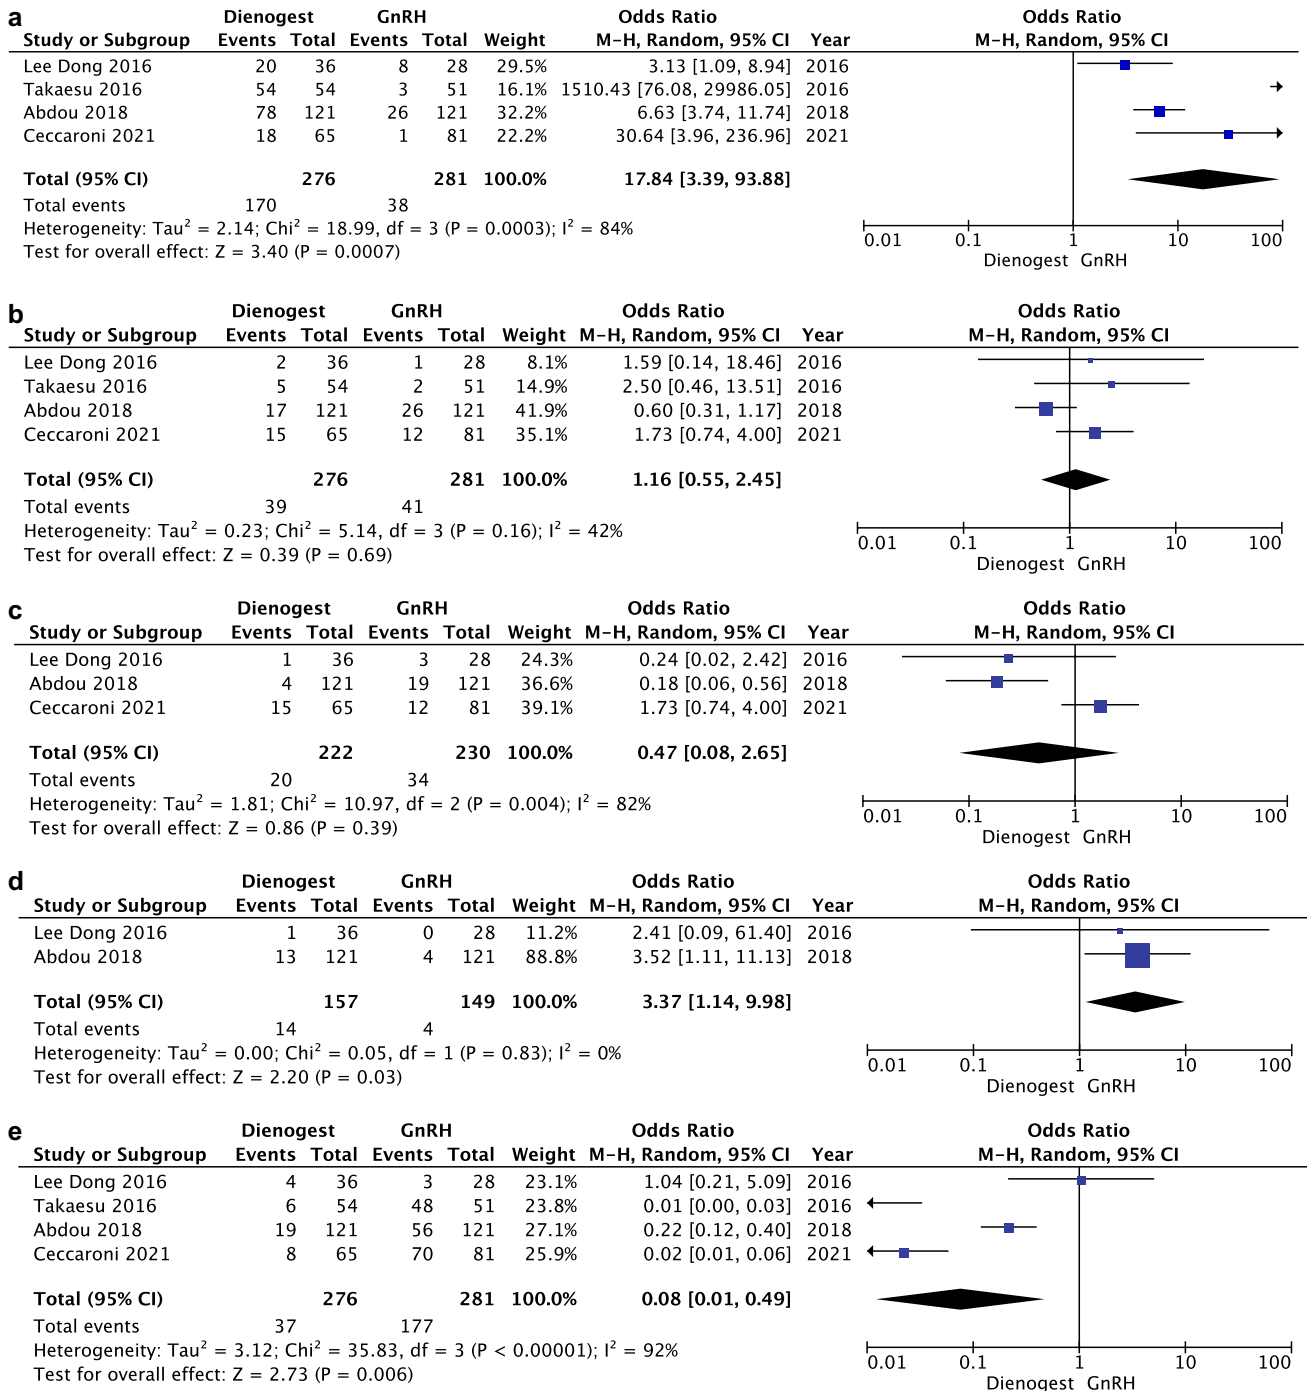 a
Dienogest GnRH Odds Ratio Odds Ratio
Study or Subgroup Events Total Events Total Weight M-H, Random, 95% CI Year M-H, Random, 95% CI
Lee Dong 2016 20 36 8 28 29.5% 3.13 [1.09, 8.94] 2016
Takaesu 2016 54 54 3 51 16.1% 1510.43 [76.08, 29986.05] 2016
Abdou 2018 78 121 26 121 32.2% 6.63 [3.74, 11.74] 2018
Ceccaroni 2021 18 65 1 81 22.2% 30.64 [3.96, 236.96] 2021
Total (95% CI) 276 281 100.0% 17.84 [3.39, 93.88]
Total events 170 38
Heterogeneity: Tau² = 2.14; Chi² = 18.99, df = 3 (P = 0.0003); I² = 84%
Test for overall effect: Z = 3.40 (P = 0.0007)
0.01 0.1 1 10 100
Dienogest GnRH
b
Dienogest GnRH Odds Ratio Odds Ratio
Study or Subgroup Events Total Events Total Weight M-H, Random, 95% CI Year M-H, Random, 95% CI
Lee Dong 2016 2 36 1 28 8.1% 1.59 [0.14, 18.46] 2016
Takaesu 2016 5 54 2 51 14.9% 2.50 [0.46, 13.51] 2016
Abdou 2018 17 121 26 121 41.9% 0.60 [0.31, 1.17] 2018
Ceccaroni 2021 15 65 12 81 35.1% 1.73 [0.74, 4.00] 2021
Total (95% CI) 276 281 100.0% 1.16 [0.55, 2.45]
Total events 39 41
Heterogeneity: Tau² = 0.23; Chi² = 5.14, df = 3 (P = 0.16); I² = 42%
Test for overall effect: Z = 0.39 (P = 0.69)
0.01 0.1 1 10 100
Dienogest GnRH
c
Dienogest GnRH Odds Ratio Odds Ratio
Study or Subgroup Events Total Events Total Weight M-H, Random, 95% CI Year M-H, Random, 95% CI
Lee Dong 2016 1 36 3 28 24.3% 0.24 [0.02, 2.42] 2016
Abdou 2018 4 121 19 121 36.6% 0.18 [0.06, 0.56] 2018
Ceccaroni 2021 15 65 12 81 39.1% 1.73 [0.74, 4.00] 2021
Total (95% CI) 222 230 100.0% 0.47 [0.08, 2.65]
Total events 20 34
Heterogeneity: Tau² = 1.81; Chi² = 10.97, df = 2 (P = 0.004); I² = 82%
Test for overall effect: Z = 0.86 (P = 0.39)
0.01 0.1 1 10 100
Dienogest GnRH
d
Dienogest GnRH Odds Ratio Odds Ratio
Study or Subgroup Events Total Events Total Weight M-H, Random, 95% CI Year M-H, Random, 95% CI
Lee Dong 2016 1 36 0 28 11.2% 2.41 [0.09, 61.40] 2016
Abdou 2018 13 121 4 121 88.8% 3.52 [1.11, 11.13] 2018
Total (95% CI) 157 149 100.0% 3.37 [1.14, 9.98]
Total events 14 4
Heterogeneity: Tau² = 0.00; Chi² = 0.05, df = 1 (P = 0.83); I² = 0%
Test for overall effect: Z = 2.20 (P = 0.03)
0.01 0.1 1 10 100
Dienogest GnRH
e
Dienogest GnRH Odds Ratio Odds Ratio
Study or Subgroup Events Total Events Total Weight M-H, Random, 95% CI Year M-H, Random, 95% CI
Lee Dong 2016 4 36 3 28 23.1% 1.04 [0.21, 5.09] 2016
Takaesu 2016 6 54 48 51 23.8% 0.01 [0.00, 0.03] 2016
Abdou 2018 19 121 56 121 27.1% 0.22 [0.12, 0.40] 2018
Ceccaroni 2021 8 65 70 81 25.9% 0.02 [0.01, 0.06] 2021
Total (95% CI) 276 281 100.0% 0.08 [0.01, 0.49]
Total events 37 177
Heterogeneity: Tau² = 3.12; Chi² = 35.83, df = 3 (P < 0.00001); I² = 92%
Test for overall effect: Z = 2.73 (P = 0.006)
0.01 0.1 1 10 100
Dienogest GnRH